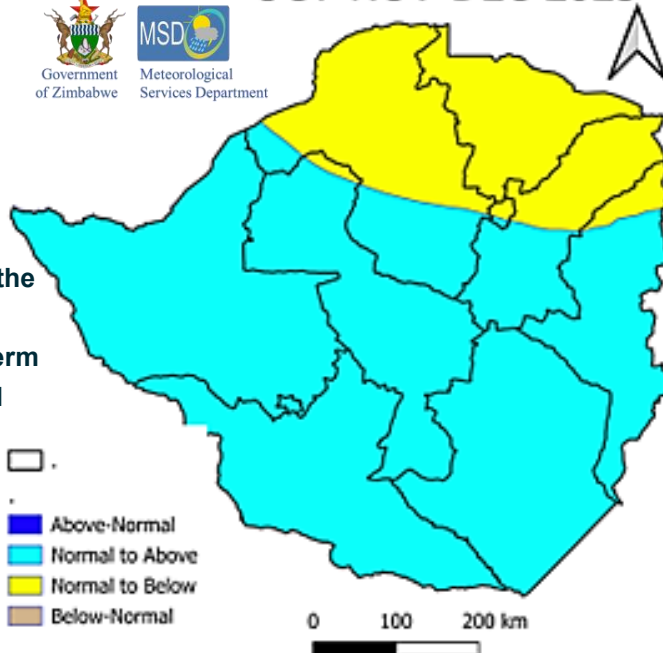 MSD
Government
of Zimbabwe
Meteorological
Services Department
the
erm
.
.
Above-Normal
Normal to Above
Normal to Below
Below-Normal
0 100 200 km